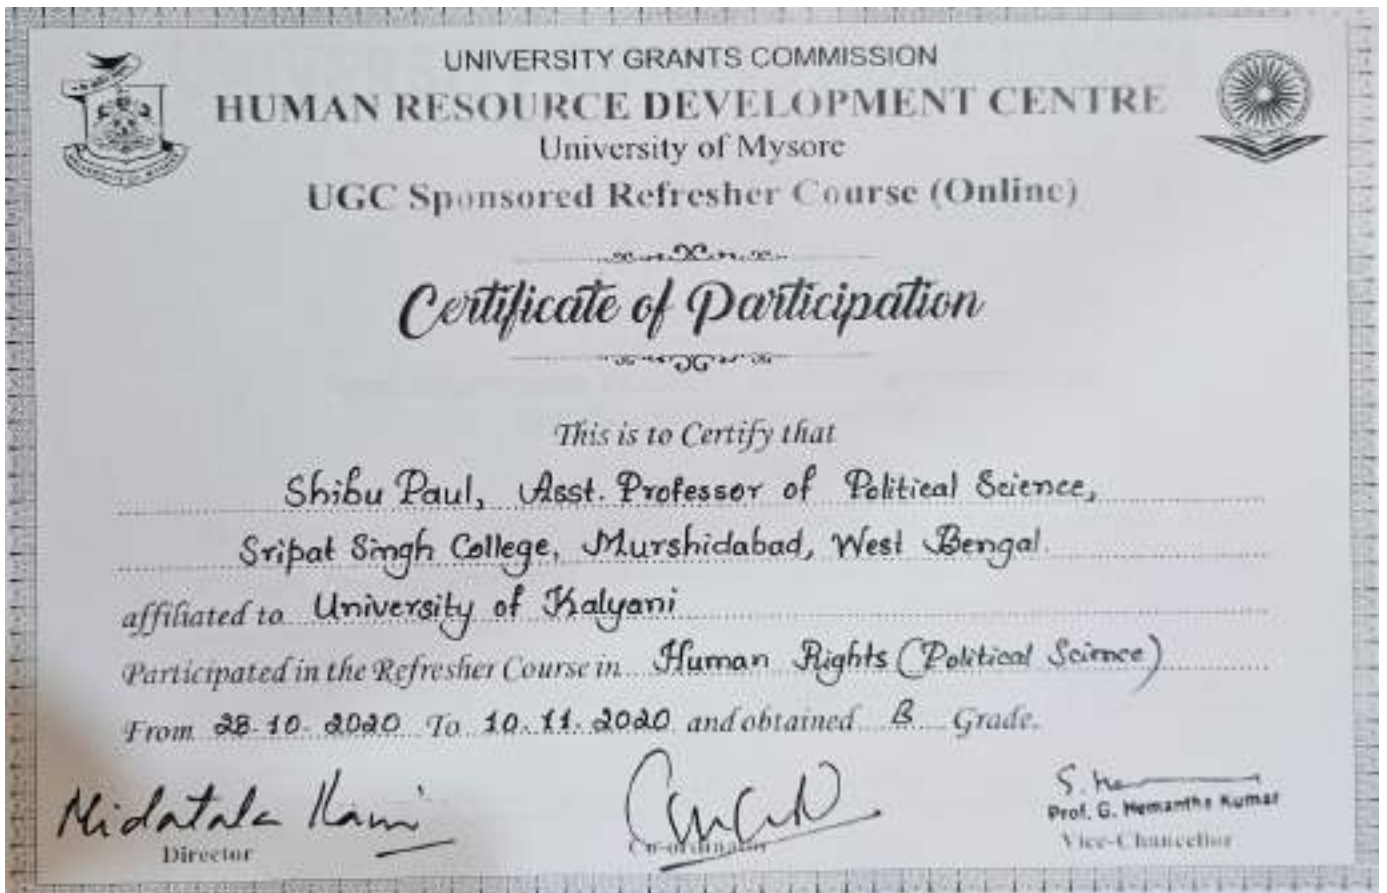 UNIVERSITY GRANTS COMMISSION
HUMAN RESOURCE DEVELOPMENT CENTRE
University of Mysore
UGC Sponsored Refresher Course (Online)
Certificate of Participation
This is to Certify that
Shibu Paul, Asst. Professor of Political Science,
Sripat Singh College, Murshidabad, West Bengal.
affiliated to University of Kalyani
Participated in the Refresher Course in Human Rights (Political Science)
From 28.10.2020 To 10.11.2020 and obtained B Grade.
Director
Co-ordinator
Prof. G. Hemantha Kumar
Vice-Chancellor